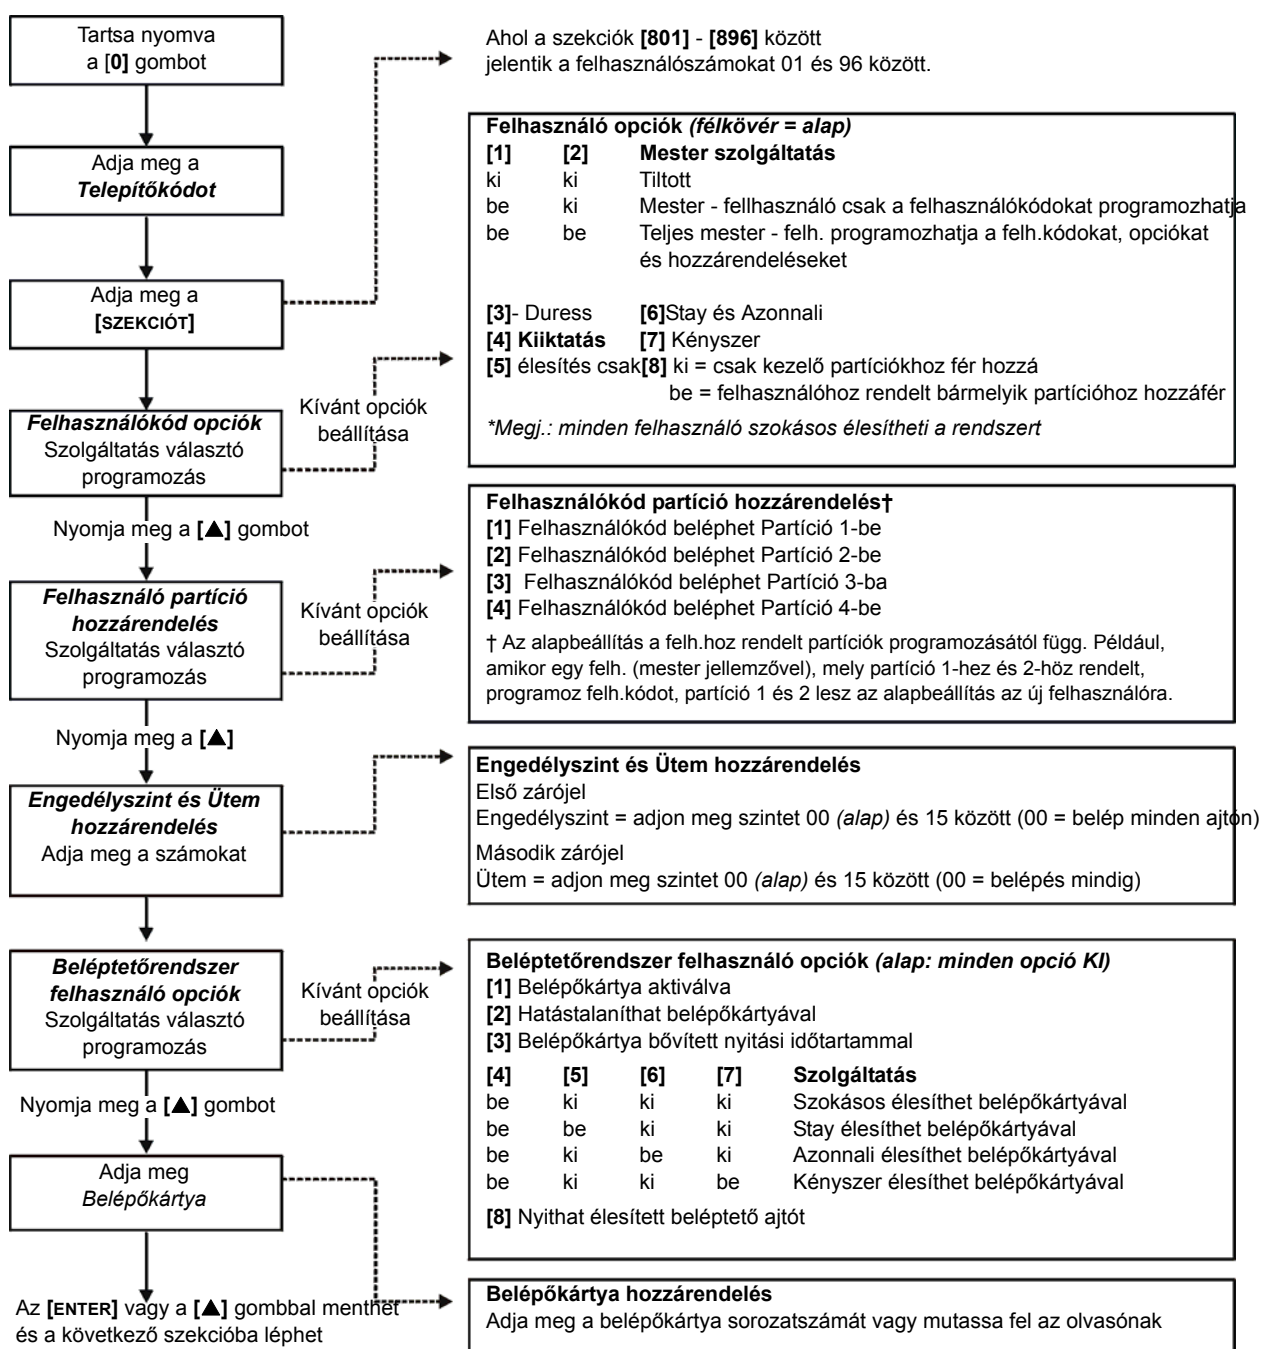 Tartsa nyomva
a [0] gombot
Ahol a szekciók [801] - [896] között
jelentik a felhasználószámokat 01 és 96 között.
Adja meg a
Telepítőkódot
Adja meg a
[SZEKCIÓT]
Felhasználó opciók (félkövér = alap)
[1] [2] Mester szolgáltatás
ki ki Tiltott
be ki Mester - fellhasználó csak a felhasználókódokat programozhatja
be be Teljes mester - felh. programozhatja a felh.kódokat, opciókat
és hozzárendeléseket
[3]- Duress [6]Stay és Azonnali
[4] Kiiktatás [7] Kényszer
[5] élesítés csak[8] ki = csak kezelő partíciókhoz fér hozzá
be = felhasználóhoz rendelt bármelyik partícióhoz hozzáfér
*Megj.: minden felhasználó szokásos élesítheti a rendszert
Felhasználókód opciók
Szolgáltatás választó
programozás
Kívánt opciók
beállítása
Nyomja meg a [▲] gombot
Felhasználó partíció
hozzárendelés
Szolgáltatás választó
programozás
Kívánt opciók
beállítása
Felhasználókód partíció hozzárendelés†
[1] Felhasználókód beléphet Partíció 1-be
[2] Felhasználókód beléphet Partíció 2-be
[3] Felhasználókód beléphet Partíció 3-ba
[4] Felhasználókód beléphet Partíció 4-be
† Az alapbeállítás a felh.hoz rendelt partíciók programozásától függ. Például,
amikor egy felh. (mester jellemzővel), mely partíció 1-hez és 2-höz rendelt,
programoz felh.kódot, partíció 1 és 2 lesz az alapbeállítás az új felhasználóra.
Nyomja meg a [▲]
Engedélyszint és Ütem
hozzárendelés
Adja meg a számokat
Engedélyszint és Ütem hozzárendelés
Első zárójel
Engedélyszint = adjon meg szintet 00 (alap) és 15 között (00 = belép minden ajtón)
Második zárójel
Ütem = adjon meg szintet 00 (alap) és 15 között (00 = belépés mindig)
Beléptetőrendszer
felhasználó opciók
Szolgáltatás választó
programozás
Kívánt opciók
beállítása
Beléptetőrendszer felhasználó opciók (alap: minden opció KI)
[1] Belépőkártya aktiválva
[2] Hatástalaníthat belépőkártyával
[3] Belépőkártya bővített nyitási időtartammal
[4] [5] [6] [7] Szolgáltatás
be ki ki ki Szokásos élesíthet belépőkártyával
be be ki ki Stay élesíthet belépőkártyával
be ki be ki Azonnali élesíthet belépőkártyával
be ki ki be Kényszer élesíthet belépőkártyával
[8] Nyithat élesített beléptető ajtót
Nyomja meg a [▲] gombot
Adja meg
Belépőkártya
Az [ENTER] vagy a [▲] gombbal menthet
és a következő szekcióba léphet
Belépőkártya hozzárendelés
Adja meg a belépőkártya sorozatszámát vagy mutassa fel az olvasónak